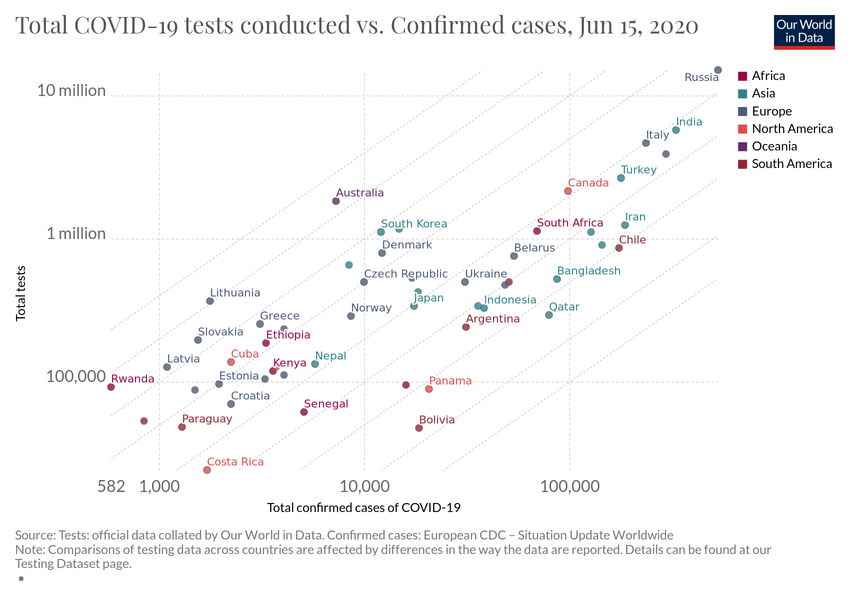 Total COVID-19 tests conducted vs. Confirmed cases, Jun 15, 2020
Our World
in Data
Russia
Africa
10 million
Asia
Europe
India
North America
Italy
Oceania
South America
Turkey
Canada
Australia
South Africa
Iran
South Korea
1 million
Chile
Denmark
Belarus
Czech Republic
Ukraine
Bangladesh
Lithuania
Japan
Indonesia
Norway
Qatar
Greece
Argentina
Slovakia
Ethiopia
Cuba
Nepal
Latvia
Kenya
Total tests
100,000
Rwanda
Estonia
Panama
Croatia
Senegal
Paraguay
Bolivia
Costa Rica
582
1,000
10,000
100,000
Total confirmed cases of COVID-19
Source: Tests: official data collated by Our World in Data. Confirmed cases: European CDC – Situation Update Worldwide
Note: Comparisons of testing data across countries are affected by differences in the way the data are reported. Details can be found at our
Testing Dataset page.